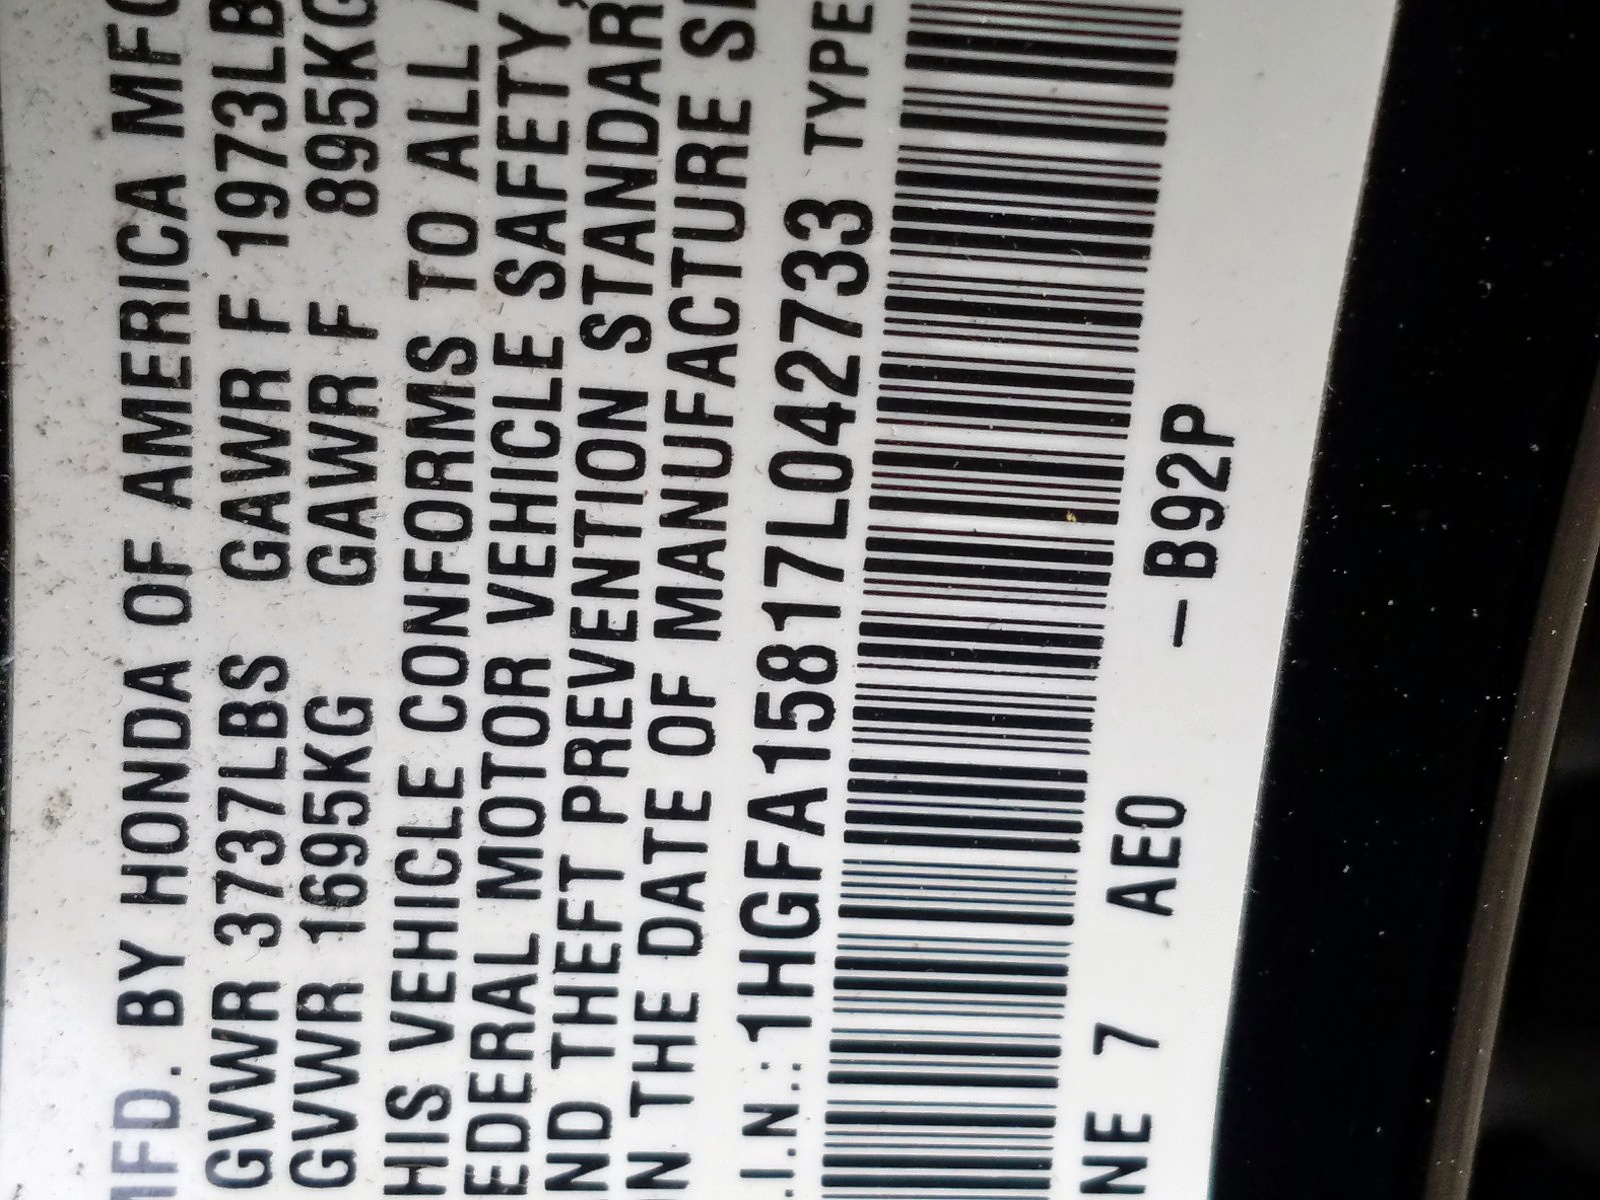 MFD. BY HONDA OF AMERICA MFG
GVWR 3737LBS GAWR F 1973LB
GVWR 1695KG GAWR F 895KG
HIS VEHICLE CONFORMS TO ALL A
EDERAL MOTOR VEHICLE SAFETY,
ND THEFT PREVENTION STANDAR
N THE DATE OF MANUFACTURE S
.I.N.: 1HGFA15817L042733 TYPE
NE 7 AE0 – B92P